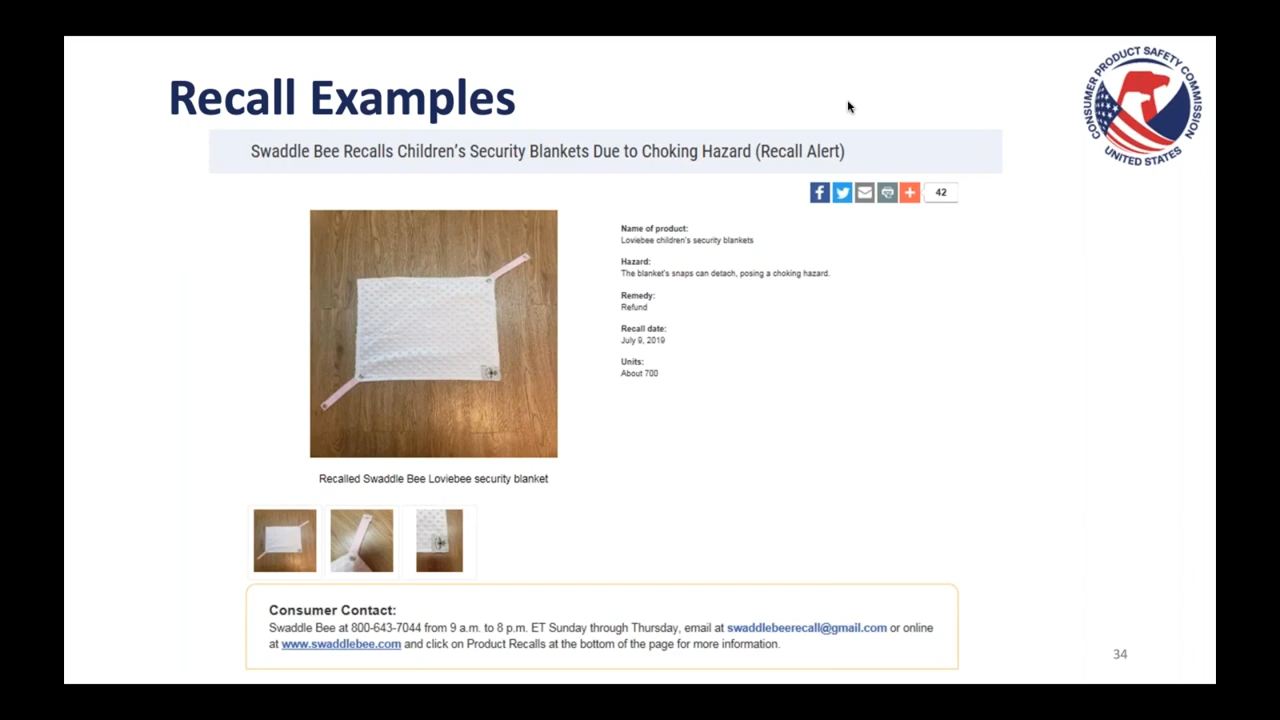 Recall Examples
CONSUMER PRODUCT SAFETY COMMISSION
UNITED STATES
Swaddle Bee Recalls Children's Security Blankets Due to Choking Hazard (Recall Alert)
42
Name of product:
Loviebee children's security blankets
Hazard:
The blanket's snaps can detach, posing a choking hazard.
Remedy:
Refund
Recall date:
July 9, 2019
Units:
About 700
Recalled Swaddle Bee Loviebee security blanket
Consumer Contact:
Swaddle Bee at 800-643-7044 from 9 a.m. to 8 p.m. ET Sunday through Thursday, email at swaddlebeerecall@gmail.com or online
at www.swaddlebee.com and click on Product Recalls at the bottom of the page for more information.
34